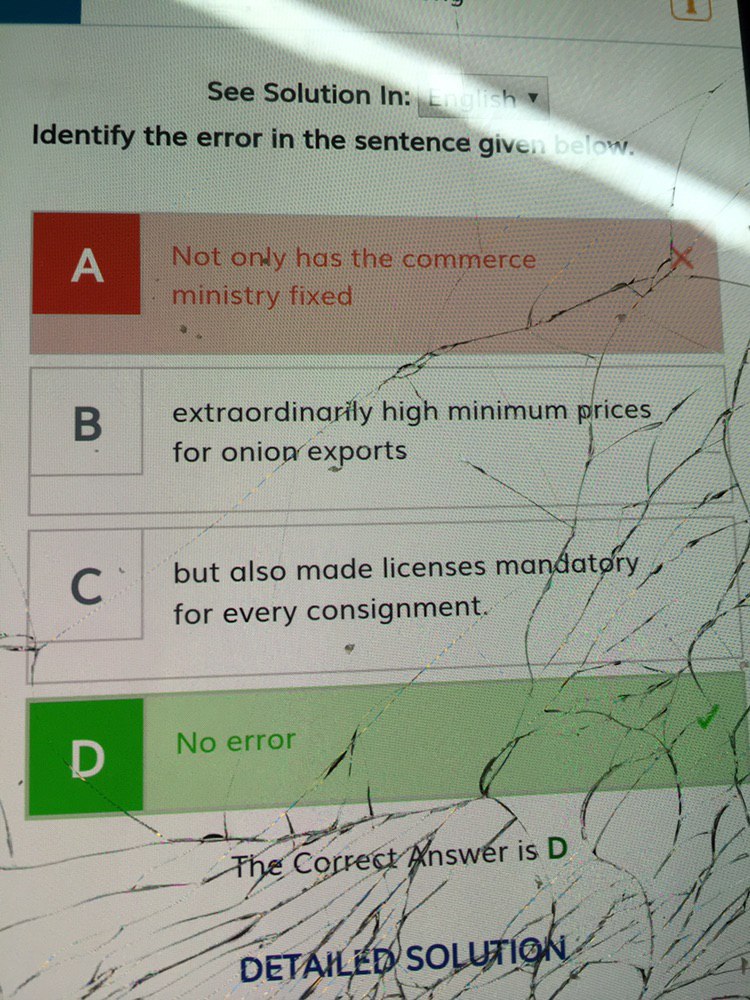 See Solution In: English ▼
Identify the error in the sentence given below.
A
Not only has the commerce
ministry fixed
B
extraordinarily high minimum prices
for onion exports
C
but also made licenses mandatory
for every consignment.
D
No error
The Correct Answer is D
DETAILED SOLUTION